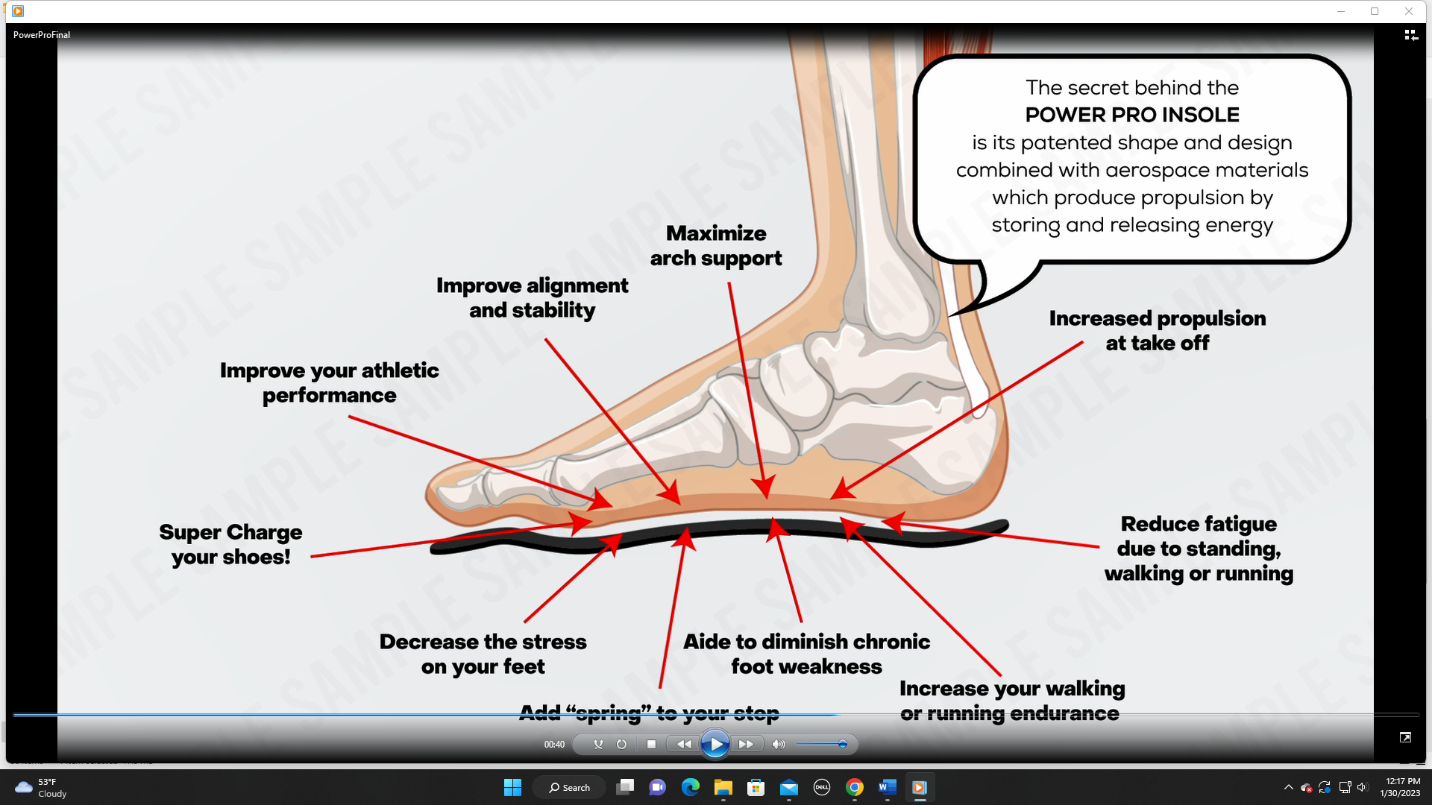 PowerProFinal
SAMPLE SAMPLE SAMPLE
The secret behind the
POWER PRO INSOLE
is its patented shape and design
combined with aerospace materials
which produce propulsion by
storing and releasing energy
Maximize
arch support
Improve alignment
and stability
Increased propulsion
at take off
Improve your athletic
performance
Super Charge
your shoes!
Reduce fatigue
due to standing,
walking or running
Decrease the stress
on your feet
Aide to diminish chronic
foot weakness
Increase your walking
or running endurance
Add “spring” to your step
00:40
53°F
Cloudy
Search
DELL
12:17 PM
1/30/2023